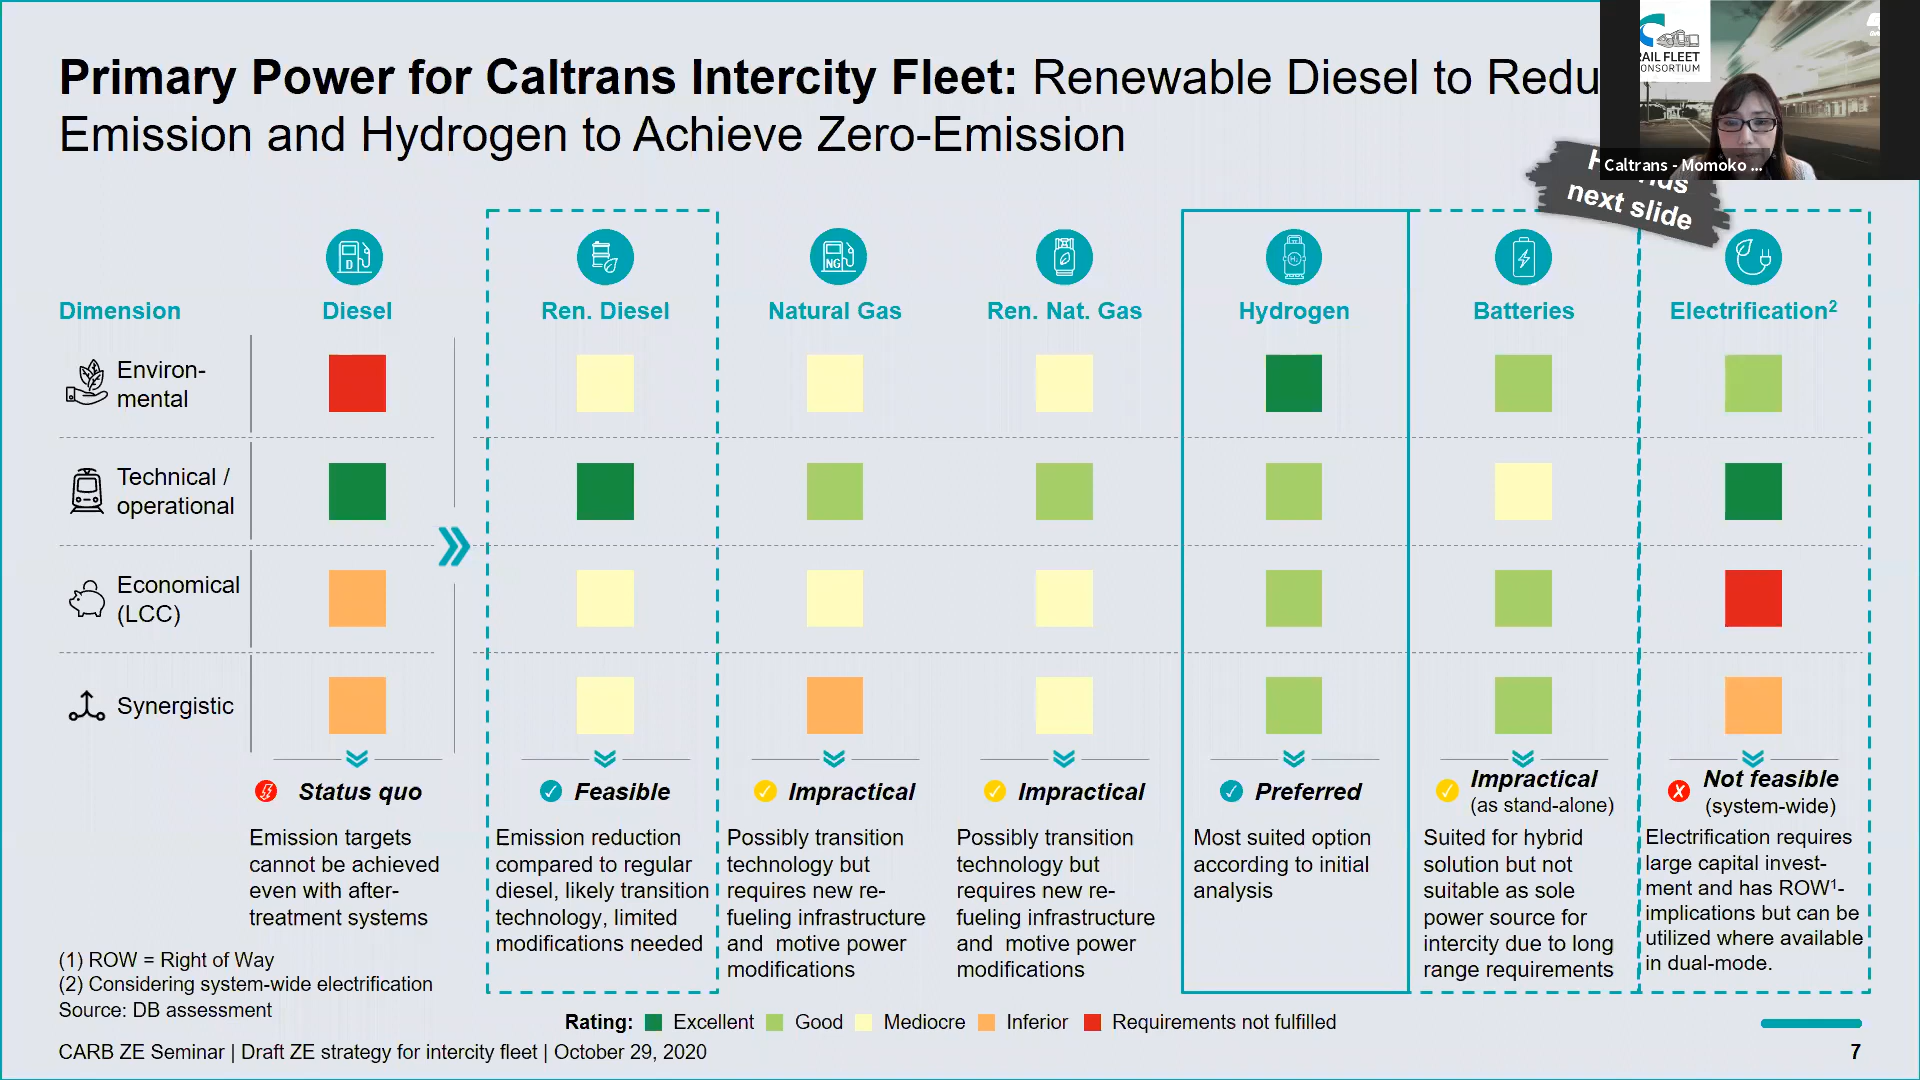 Primary Power for Caltrans Intercity Fleet: Renewable Diesel to Redu
Emission and Hydrogen to Achieve Zero-Emission
RAIL FLEET
CONSORTIUM
Caltrans - Momoko ...
next slide
Dimension
Diesel
Ren. Diesel
Natural Gas
Ren. Nat. Gas
Hydrogen
Batteries
Electrification²
D
NG
H₂
Environ-
mental
Technical /
operational
Economical
(LCC)
Synergistic
Status quo
Emission targets
cannot be achieved
even with after-
treatment systems
Feasible
Emission reduction
compared to regular
diesel, likely transition
technology, limited
modifications needed
Impractical
Possibly transition
technology but
requires new re-
fueling infrastructure
and motive power
modifications
Impractical
Possibly transition
technology but
requires new re-
fueling infrastructure
and motive power
modifications
Preferred
Most suited option
according to initial
analysis
Impractical
(as stand-alone)
Suited for hybrid
solution but not
suitable as sole
power source for
intercity due to long
range requirements
Not feasible
(system-wide)
Electrification requires
large capital invest-
ment and has ROW¹-
implications but can be
utilized where available
in dual-mode.
(1) ROW = Right of Way
(2) Considering system-wide electrification
Source: DB assessment
Rating: Excellent Good Mediocre Inferior Requirements not fulfilled
CARB ZE Seminar | Draft ZE strategy for intercity fleet | October 29, 2020
7